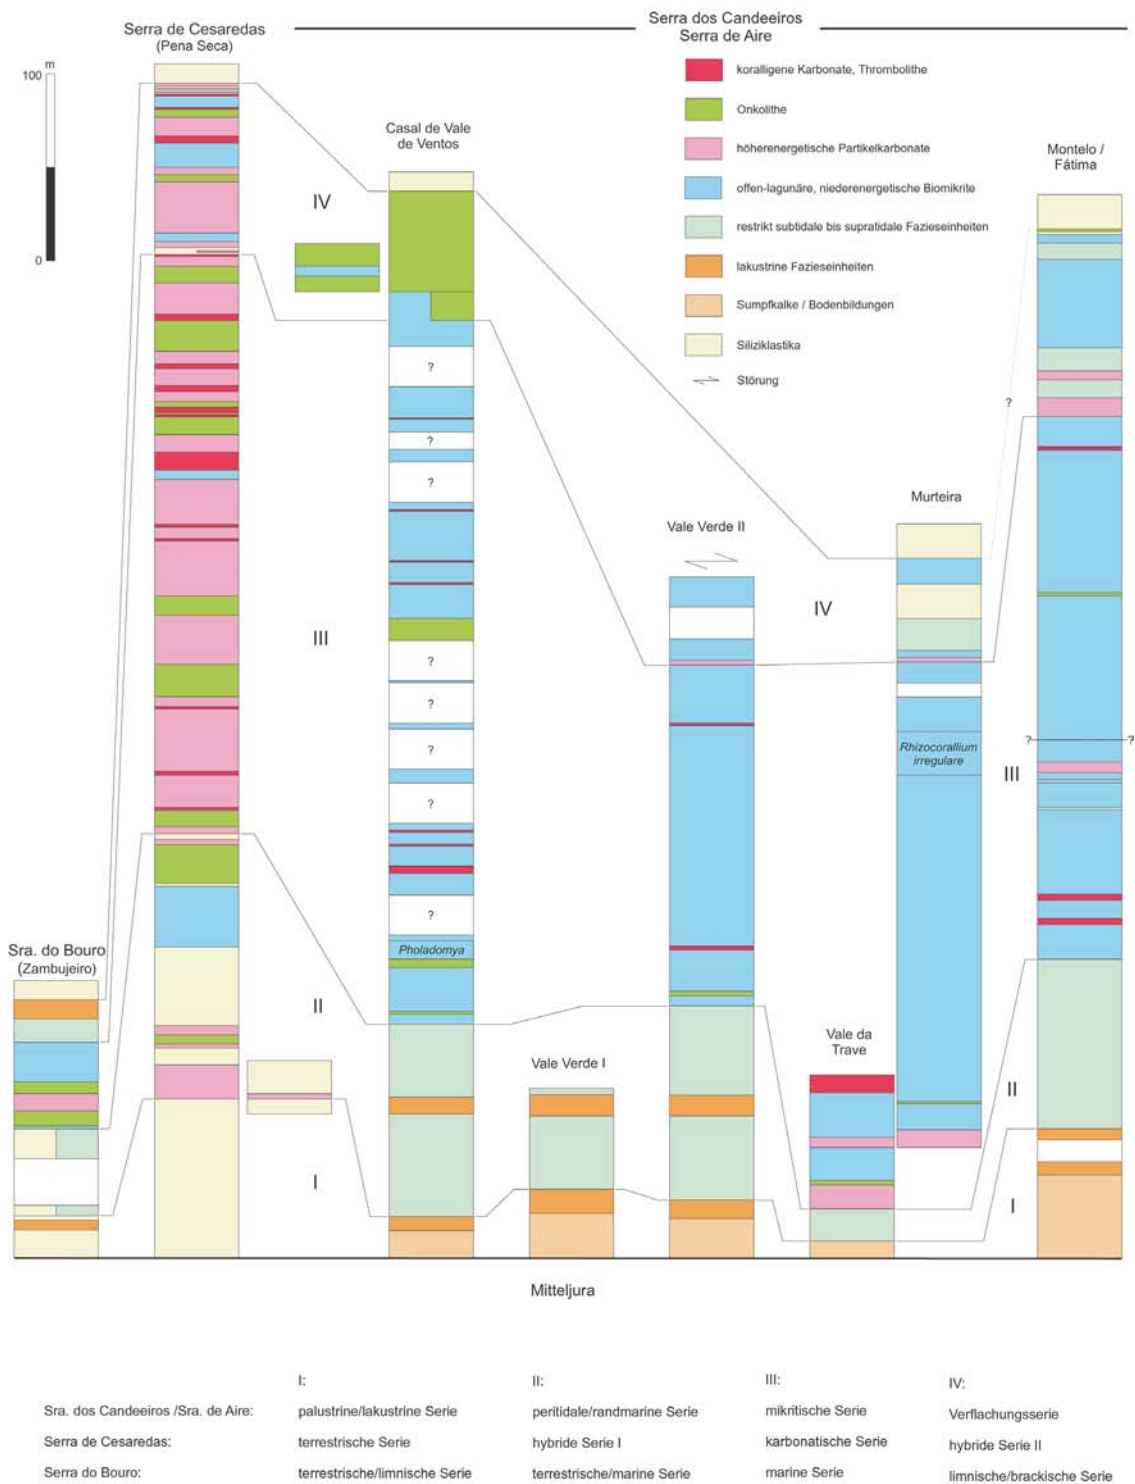 Serra de Cesaredas
(Pena Seca)
Serra dos Candeeiros
Serra de Aire
m
100
0
koralligene Karbonate, Thrombolithe
Onkolithe
höherenergetische Partikelkarbonate
offen-lagunäre, niederenergetische Biomikrite
restrikt subtidale bis supratidale Fazieseinheiten
lakustrine Fazieseinheiten
Sumpfkalke / Bodenbildungen
Siliziklastika
Störung
Casal de Vale
de Ventos
Montelo /
Fátima
IV
?
?
?
?
Murteira
Vale Verde II
IV
III
?
?
?
?
Rhizocorallium
irregulare
?
?
III
?
Pholadomya
Sra. do Bouro
(Zambujeiro)
II
Vale Verde I
Vale da
Trave
II
I
I
Mitteljura
I:
II:
III:
IV:
Sra. dos Candeeiros /Sra. de Aire:
palustrine/lakustrine Serie
peritidale/randmarine Serie
mikritische Serie
Verflachungsserie
Serra de Cesaredas:
terrestrische Serie
hybride Serie I
karbonatische Serie
hybride Serie II
Serra do Bouro:
terrestrische/limnische Serie
terrestrische/marine Serie
marine Serie
limnische/brackische Serie